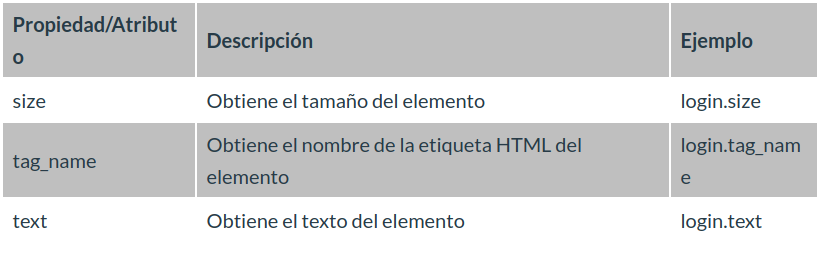 Propiedad/Atribut
o
Descripción
Ejemplo
size
Obtiene el tamaño del elemento
login.size
tag_name
Obtiene el nombre de la etiqueta HTML del
elemento
login.tag_nam
e
text
Obtiene el texto del elemento
login.text